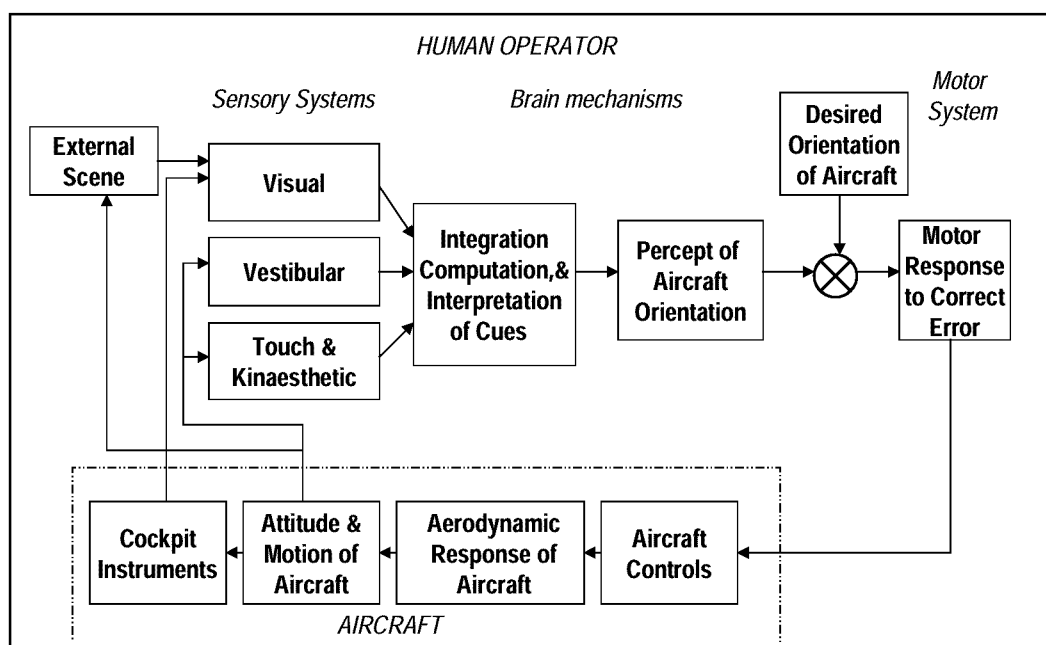 HUMAN OPERATOR
Sensory Systems
Brain mechanisms
Motor
System
External
Scene
Visual
Vestibular
Touch &
Kinaesthetic
Integration
Computation,&
Interpretation
of Cues
Percept of
Aircraft
Orientation
Desired
Orientation
of Aircraft
Motor
Response
to Correct
Error
Cockpit
Instruments
Attitude &
Motion of
Aircraft
Aerodynamic
Response of
Aircraft
Aircraft
Controls
AIRCRAFT